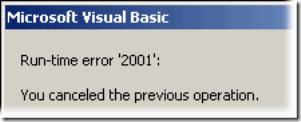 Microsoft Visual Basic
Run-time error '2001':
You canceled the previous operation.